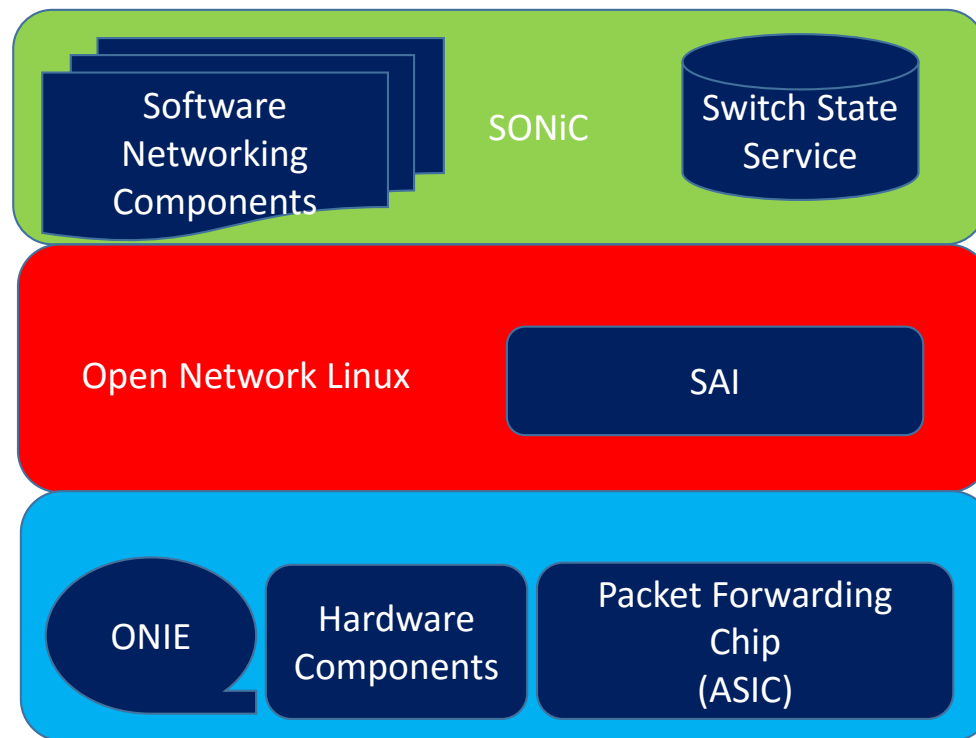 Software
Networking
Components
SONiC
Switch State
Service
Open Network Linux
SAI
ONIE
Hardware
Components
Packet Forwarding
Chip
(ASIC)